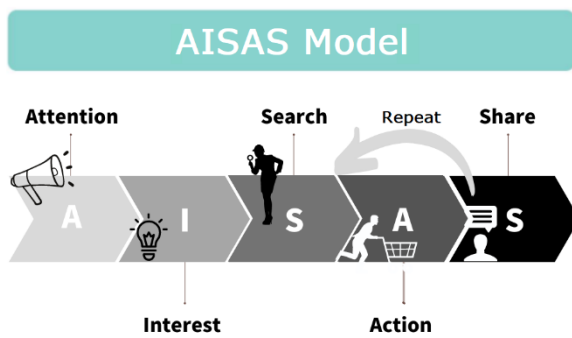 AISAS Model
Attention
Search
Repeat
Share
A
I
S
A
S
Interest
Action